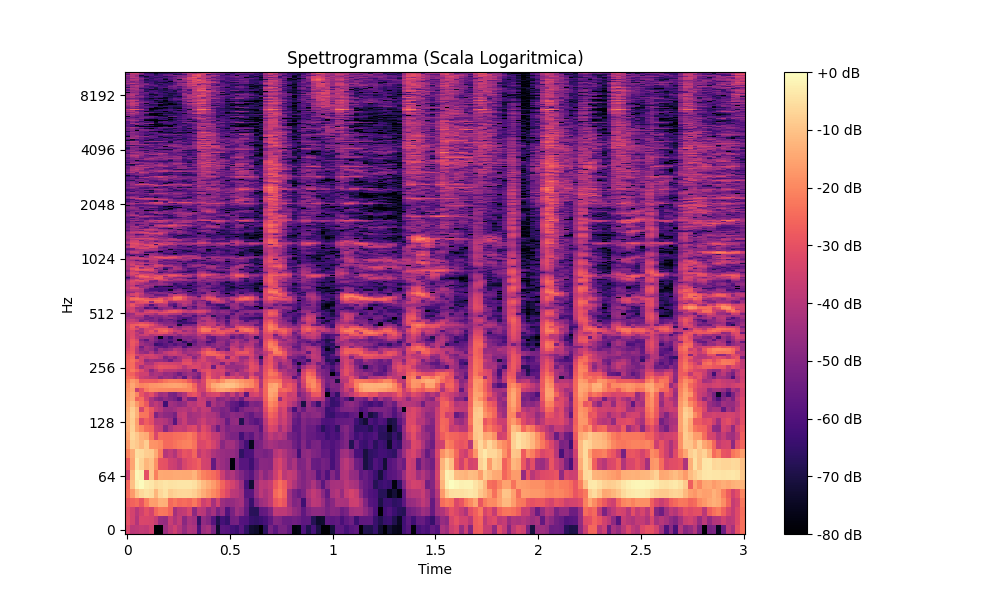 Spettrogramma (Scala Logaritmica)
Hz
8192
4096
2048
1024
512
256
128
64
0
0
0.5
1
1.5
2
2.5
3
Time
+0 dB
-10 dB
-20 dB
-30 dB
-40 dB
-50 dB
-60 dB
-70 dB
-80 dB